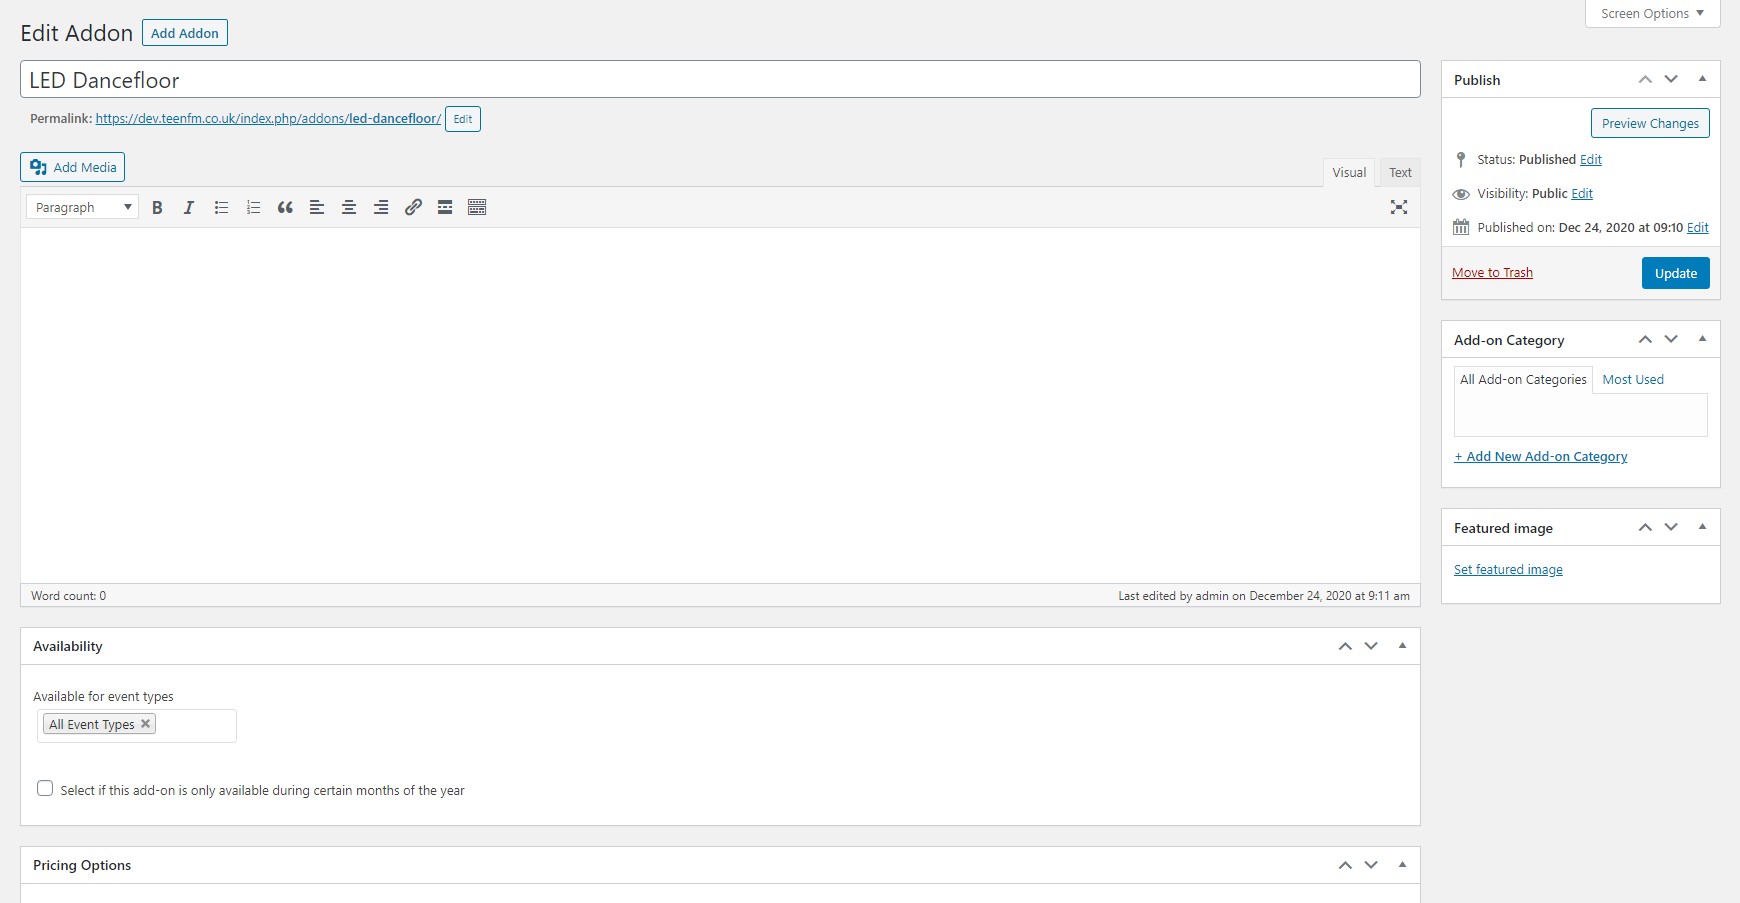 Screen Options
Edit Addon Add Addon
LED Dancefloor
Permalink: https://dev.teenfm.co.uk/index.php/addons/led-dancefloor/ Edit
Add Media
Visual Text
Paragraph
Word count: 0 Last edited by admin on December 24, 2020 at 9:11 am
Availability
Available for event types
All Event Types
Select if this add-on is only available during certain months of the year
Pricing Options
Publish
Preview Changes
Status: Published Edit
Visibility: Public Edit
Published on: Dec 24, 2020 at 09:10 Edit
Move to Trash Update
Add-on Category
All Add-on Categories Most Used
+ Add New Add-on Category
Featured image
Set featured image